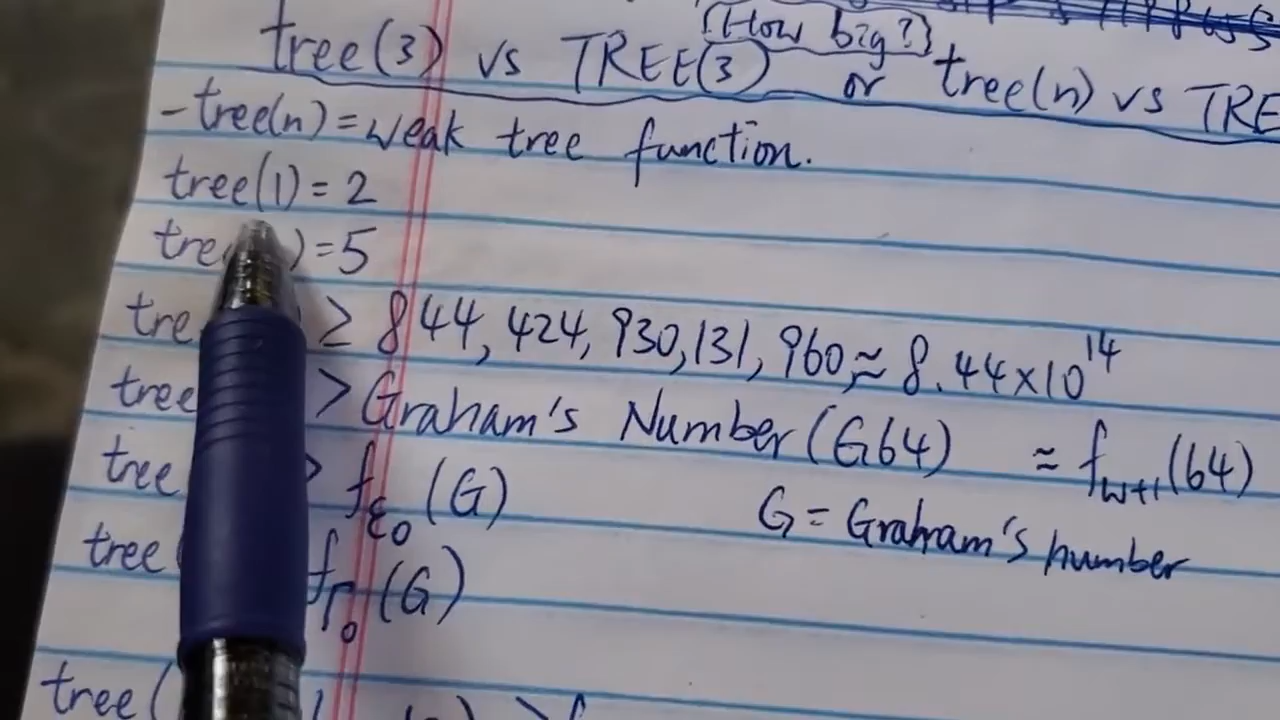 [How big?]
tree(3) vs TREE(3) or tree(n) vs TRE
-tree(n)=weak tree function.
tree(1)=2
tre )=5
tre ≥ 844,424,930,131,960,≈8.44×10¹⁴
tree >Graham's Number(G64) ≈ f_ω+1(64)
tree > f_ε₀(G)
G = Graham's number
tree( f_Γ₀(G)
tree(